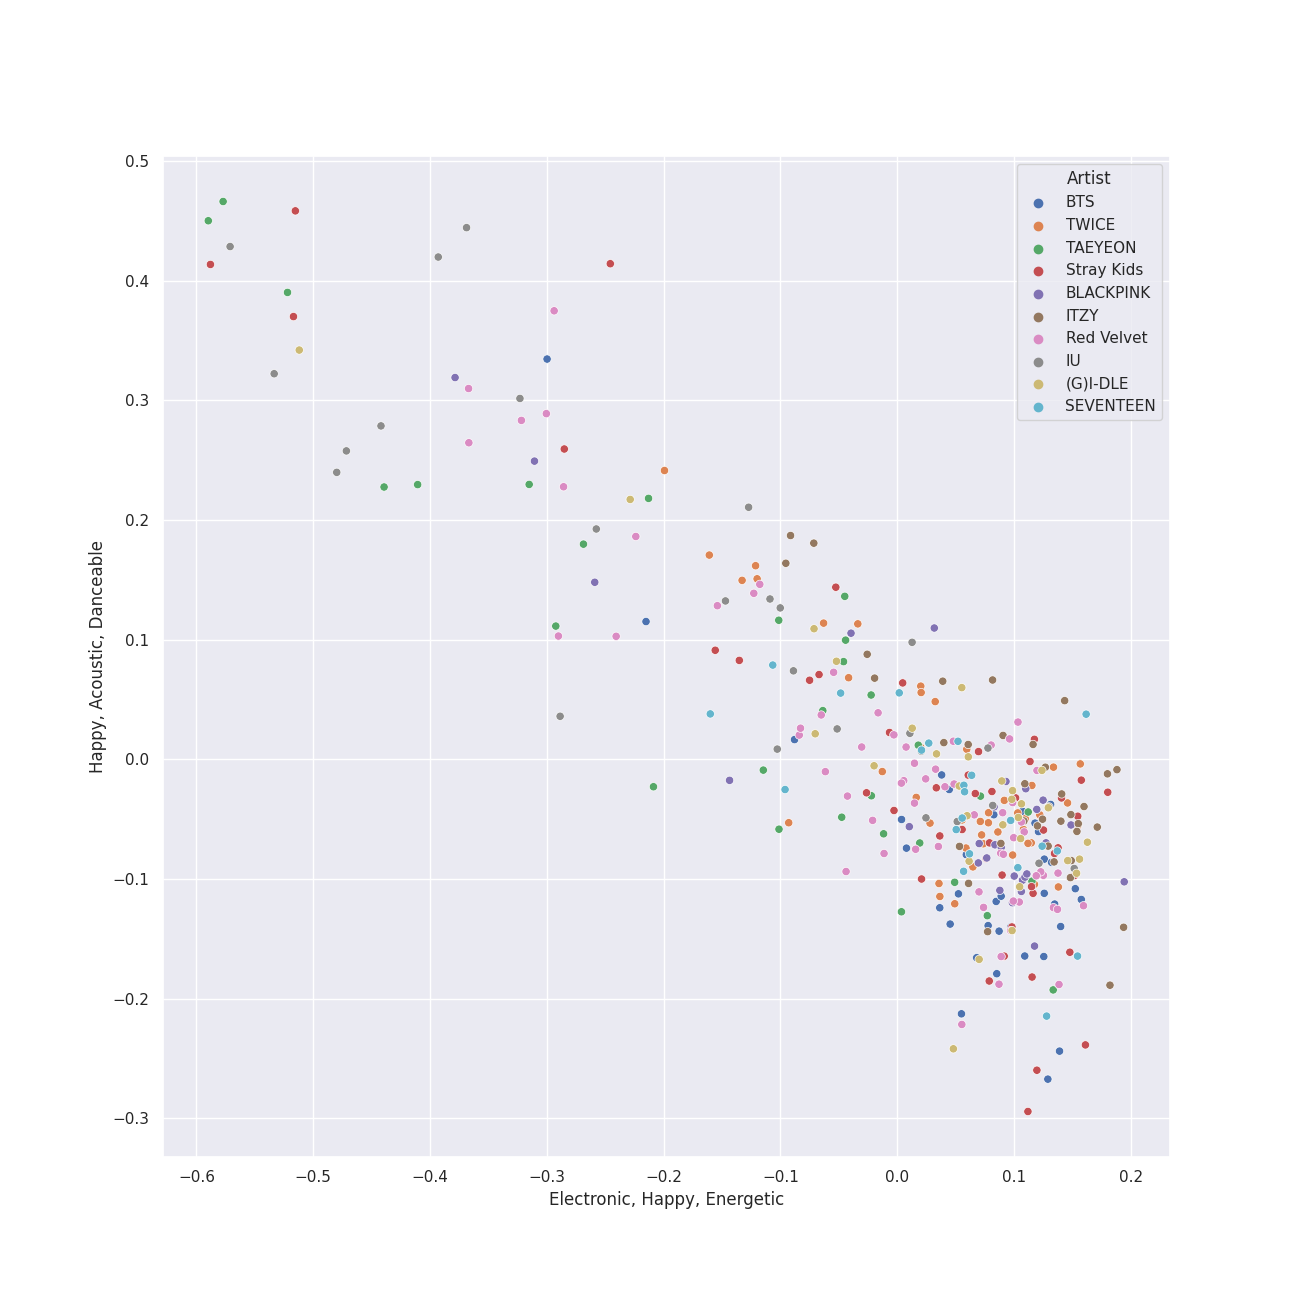 Artist
BTS
TWICE
TAEYEON
Stray Kids
BLACKPINK
ITZY
Red Velvet
IU
(G)I-DLE
SEVENTEEN
0.5
0.4
0.3
0.2
0.1
0.0
−0.1
−0.2
−0.3
Happy, Acoustic, Danceable
−0.6 −0.5 −0.4 −0.3 −0.2 −0.1 0.0 0.1 0.2
Electronic, Happy, Energetic